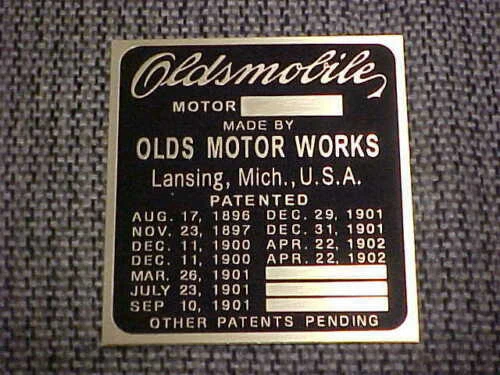 Oldsmobile
MOTOR
MADE BY
OLDS MOTOR WORKS
Lansing, Mich., U.S.A.
PATENTED
AUG. 17, 1896 DEC. 29, 1901
NOV. 23, 1897 DEC. 31, 1901
DEC. 11, 1900 APR. 22, 1902
DEC. 11, 1900 APR. 22, 1902
MAR. 26, 1901
JULY 23, 1901
SEP 10, 1901
OTHER PATENTS PENDING